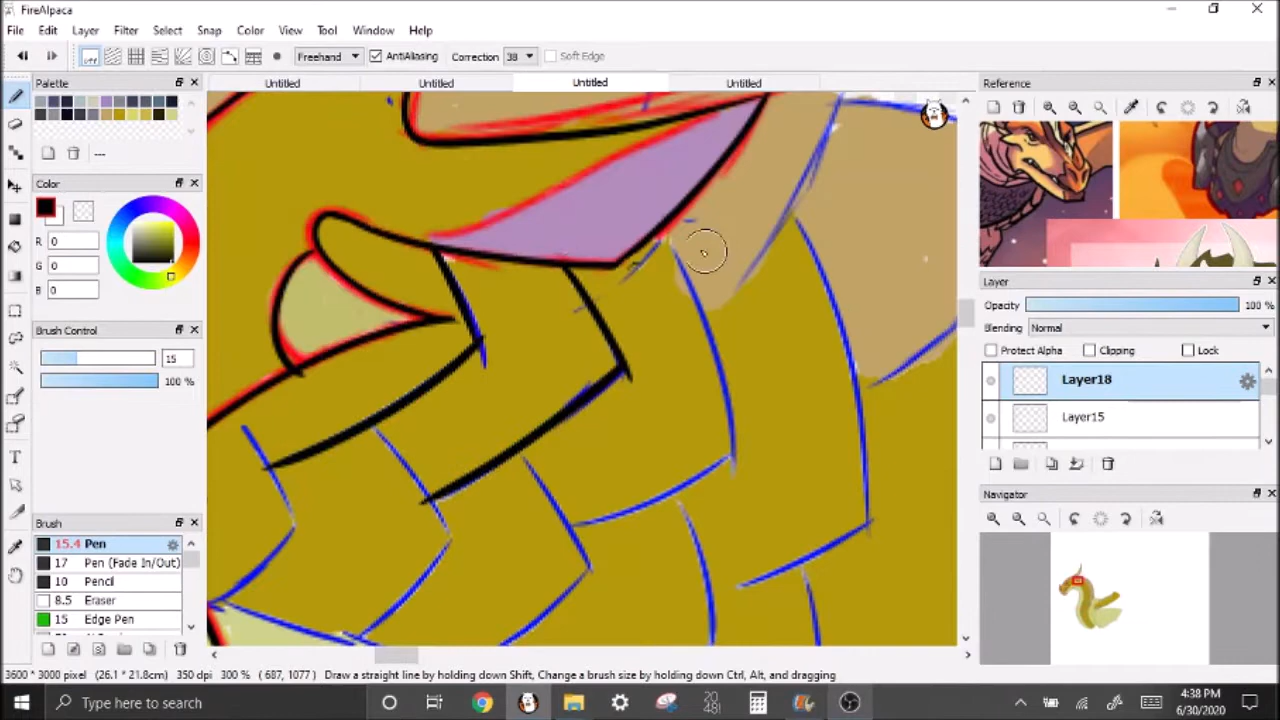 FireAlpaca
File Edit Layer Filter Select Snap Color View Tool Window Help
off Freehand AntiAliasing Correction 38 Soft Edge
Palette Untitled Untitled Untitled Untitled Reference
---
Color
R 0
G 0
B 0
Layer
Opacity 100 %
Brush Control Blending Normal
15 Protect Alpha Clipping Lock
100 % Layer18
Layer15
Navigator
Brush
15.4 Pen
17 Pen (Fade In/Out)
10 Pencil
8.5 Eraser
15 Edge Pen
3600 * 3000 pixel (26.1 * 21.8cm) 350 dpi 300 % ( 687, 1077 ) Draw a straight line by holding down Shift, Change a brush size by holding down Ctrl, Alt, and dragging
Type here to search 4:38 PM
6/30/2020